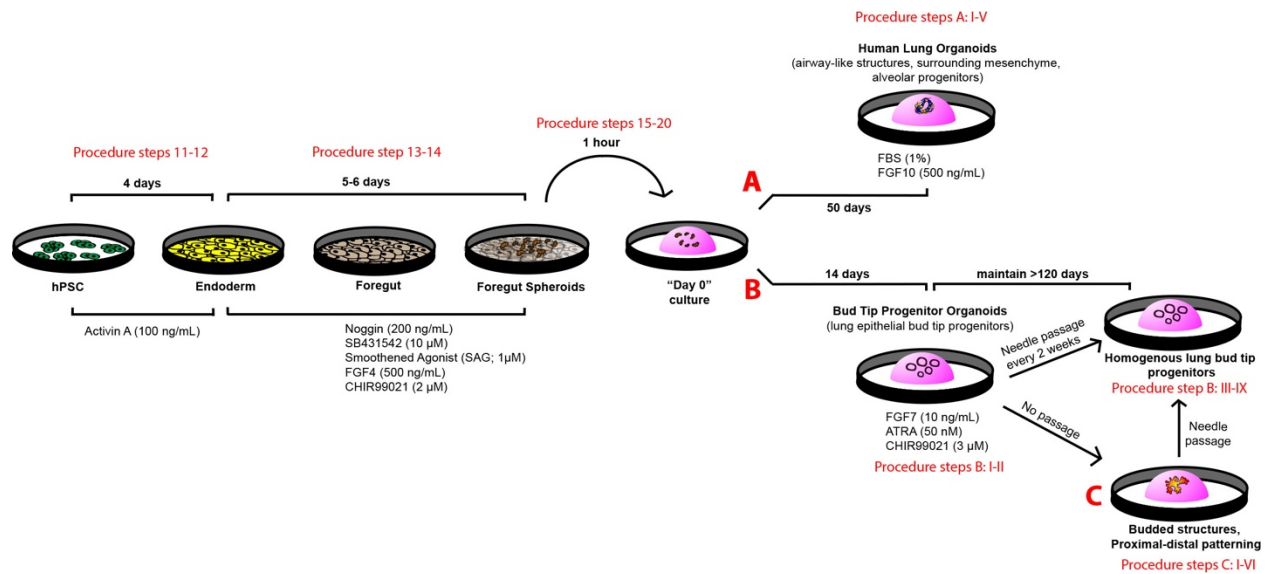 Procedure steps A: I-V
Human Lung Organoids
(airway-like structures, surrounding mesenchyme,
alveolar progenitors)
FBS (1%)
FGF10 (500 ng/mL)
A
50 days
Procedure steps 11-12
4 days
Procedure step 13-14
5-6 days
Procedure steps 15-20
1 hour
hPSC
Endoderm
Foregut
Foregut Spheroids
"Day 0"
culture
Activin A (100 ng/mL)
Noggin (200 ng/mL)
SB431542 (10 µM)
Smoothened Agonist (SAG; 1µM)
FGF4 (500 ng/mL)
CHIR99021 (2 µM)
B
14 days
maintain >120 days
Bud Tip Progenitor Organoids
(lung epithelial bud tip progenitors)
FGF7 (10 ng/mL)
ATRA (50 nM)
CHIR99021 (3 µM)
Procedure steps B: I-II
Needle passage
every 2 weeks
Homogenous lung bud tip
progenitors
Procedure step B: III-IX
No passage
Needle
passage
C
Budded structures,
Proximal-distal patterning
Procedure steps C: I-VI